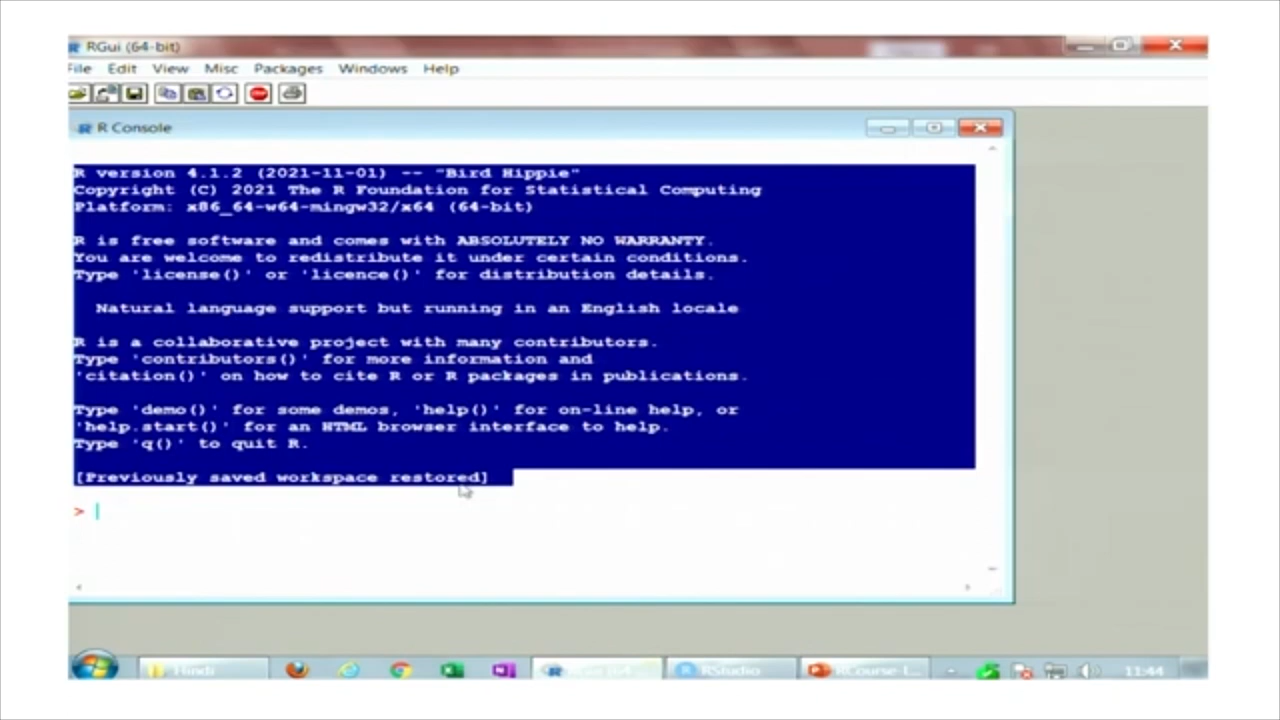 RGui (64-bit)
File Edit View Misc Packages Windows Help
STOP
R Console
R version 4.1.2 (2021-11-01) -- "Bird Hippie"
Copyright (C) 2021 The R Foundation for Statistical Computing
Platform: x86_64-w64-mingw32/x64 (64-bit)
R is free software and comes with ABSOLUTELY NO WARRANTY.
You are welcome to redistribute it under certain conditions.
Type 'license()' or 'licence()' for distribution details.
Natural language support but running in an English locale
R is a collaborative project with many contributors.
Type 'contributors()' for more information and
'citation()' on how to cite R or R packages in publications.
Type 'demo()' for some demos, 'help()' for on-line help, or
'help.start()' for an HTML browser interface to help.
Type 'q()' to quit R.
[Previously saved workspace restored]
>
Hindi RStudio RCourse-L... 11:44